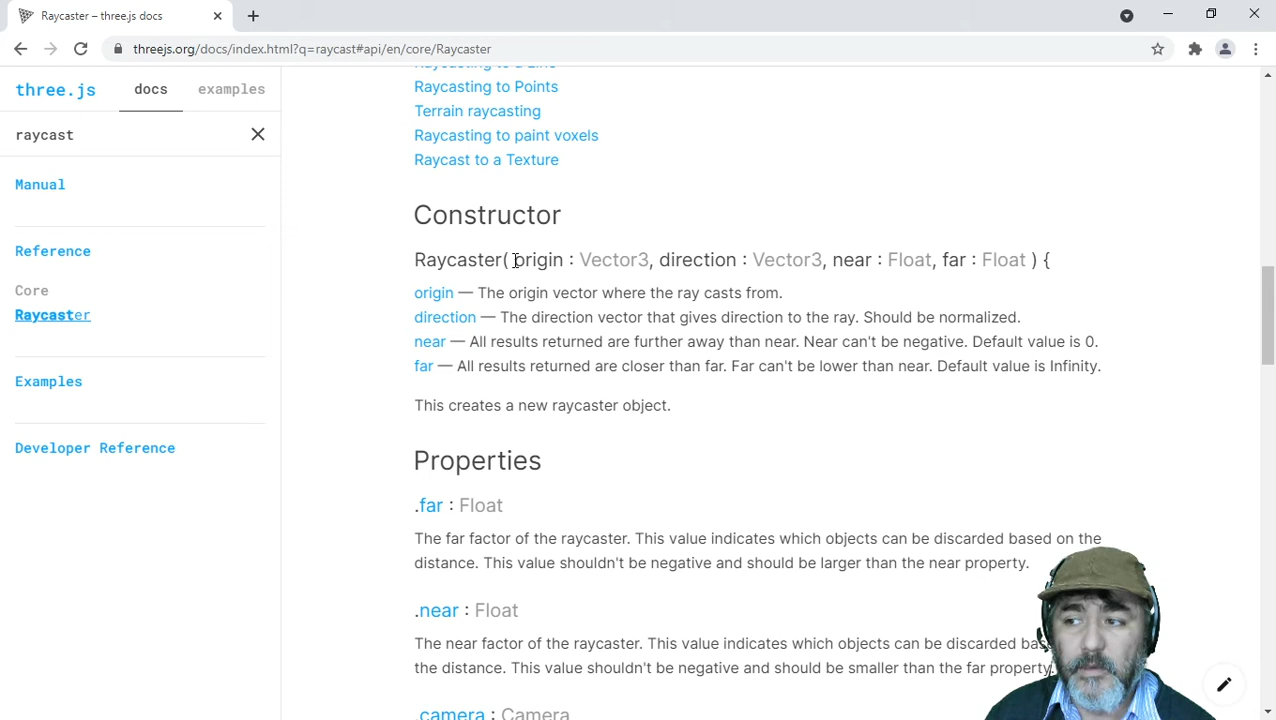 Raycaster – three.js docs
threejs.org/docs/index.html?q=raycast#api/en/core/Raycaster
three.js docs examples
raycast
Manual
Reference
Core
Raycaster
Examples
Developer Reference
Raycasting to a Line
Raycasting to Points
Terrain raycasting
Raycasting to paint voxels
Raycast to a Texture
Constructor
Raycaster( origin : Vector3, direction : Vector3, near : Float, far : Float ) {
origin — The origin vector where the ray casts from.
direction — The direction vector that gives direction to the ray. Should be normalized.
near — All results returned are further away than near. Near can't be negative. Default value is 0.
far — All results returned are closer than far. Far can't be lower than near. Default value is Infinity.
This creates a new raycaster object.
Properties
.far : Float
The far factor of the raycaster. This value indicates which objects can be discarded based on the
distance. This value shouldn't be negative and should be larger than the near property.
.near : Float
The near factor of the raycaster. This value indicates which objects can be discarded
the distance. This value shouldn't be negative and should be smaller than the far property.
.camera : Camera